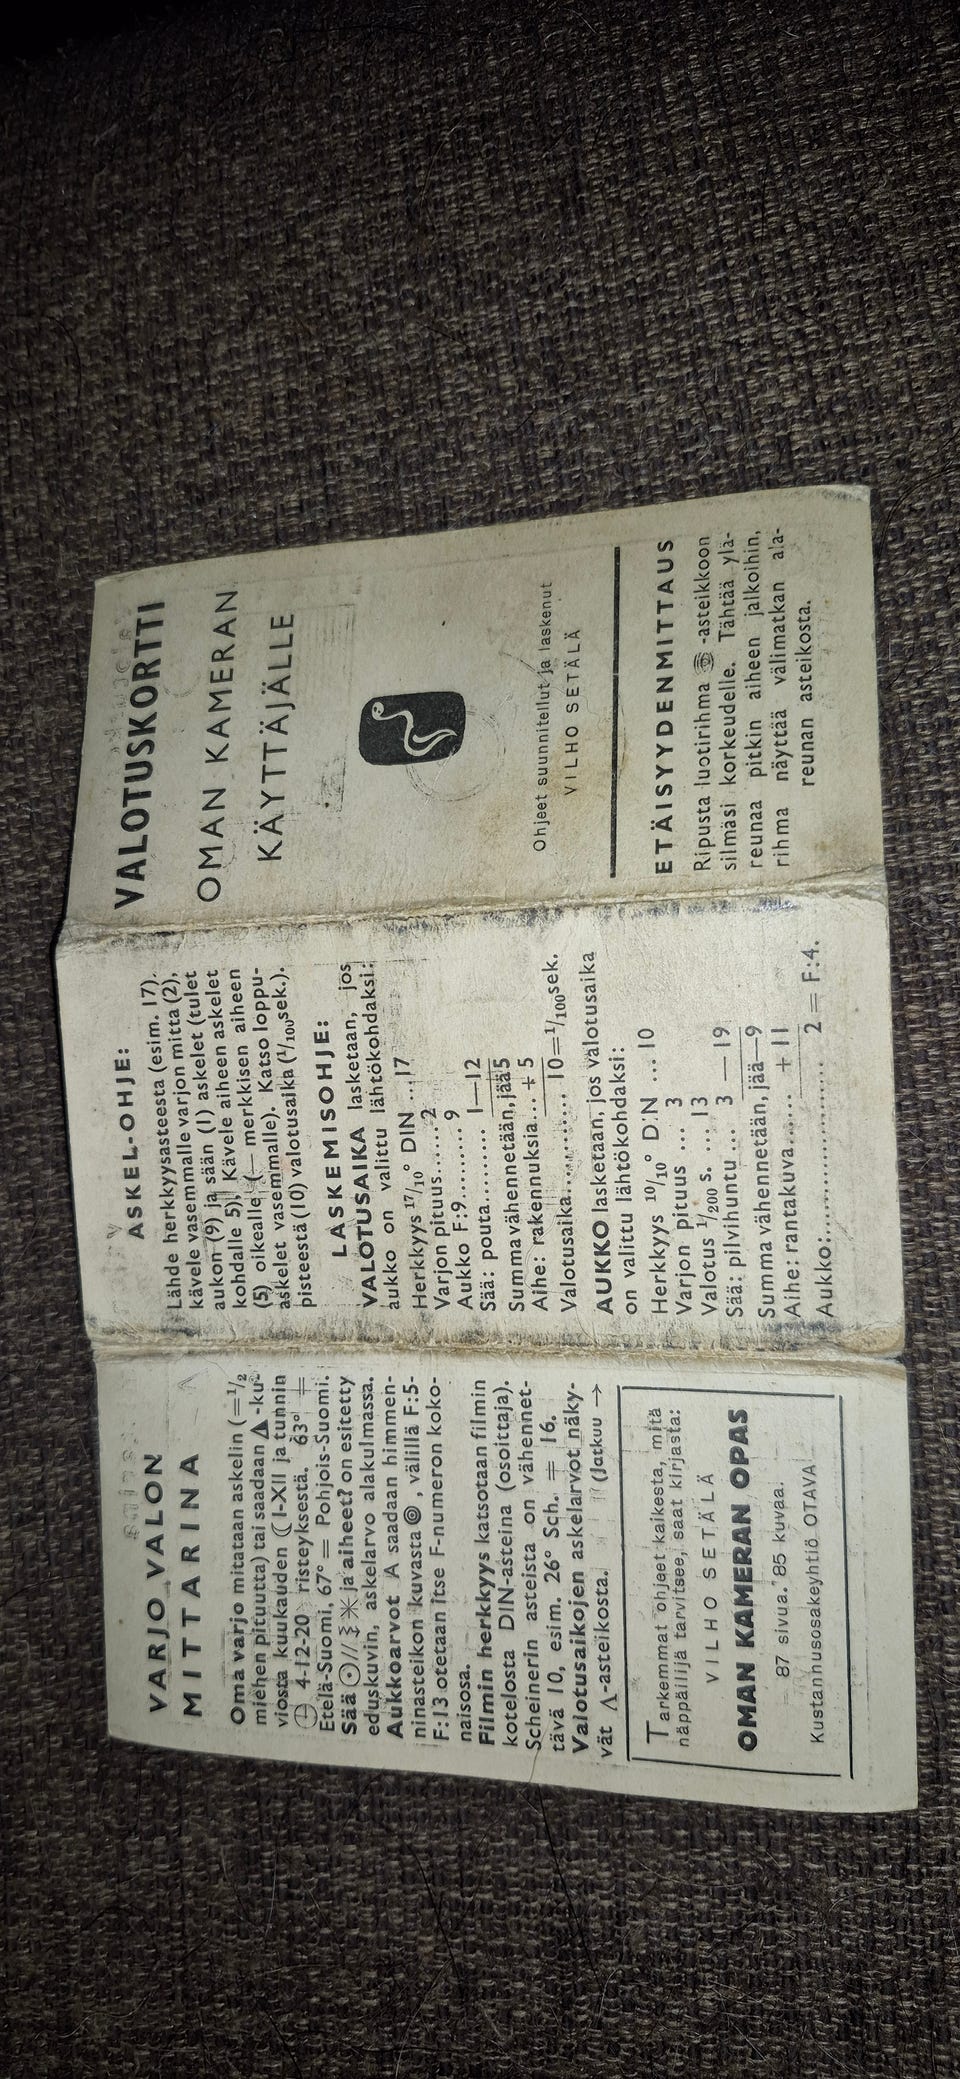 VARJO VALON
MITTARINA
Oma varjo mitataan askelin (=1/2
miehen pituutta) tai saadaan Δ-ku-
viosta kuukauden ☾ I-XII ja tunnin
4-12-20 risteyksestä. 63° =
Etelä-Suomi, 67° = Pohjois-Suomi.
Sää ja aiheet? on esitetty
eduskuvin, askelarvo alakulmassa.
Aukkoarvot A saadaan himmen-
ninasteikon kuvasta ◎, välillä F:5-
F:13 otetaan itse F-numeron koko-
naisosa.
Filmin herkkyys katsotaan filmin
kotelosta DIN-asteina (osoittaja).
Scheinerin asteista on vähennet-
tävä 10, esim. 26° Sch. = 16.
Valotusaikojen askelarvot näky-
vät Λ-asteikosta. (Jatkuu →
Tarkemmat ohjeet kaikesta, mitä
näppäilijä tarvitsee, saat kirjasta:
VILHO SETÄLÄ
OMAN KAMERAN OPAS
87 sivua. 85 kuvaa.
Kustannusosakeyhtiö OTAVA
ASKEL-OHJE:
Lähde herkkyysasteesta (esim. 17),
kävele vasemmalle varjon mitta (2),
aukon (9) ja sään (1) askelet (tulet
kohdalle 5). Kävele aiheen askelet
(5) oikealle (— merkkisen aiheen
askelet vasemmalle). Katso loppu-
pisteestä (10) valotusaika (1/100 sek.).
LASKEMISOHJE:
VALOTUSAIKA lasketaan, jos
aukko on valittu lähtökohdaksi:
Herkkyys 17/10° DIN ... 17
Varjon pituus......2
Aukko F:9.........9
Sää: pouta......... 1—12
Summa vähennetään, jää 5
Aihe: rakennuksia... + 5
Valotusaika.......... 10=1/100 sek.
AUKKO lasketaan, jos valotusaika
on valittu lähtökohdaksi:
Herkkyys 10/10° D:N ... 10
Varjon pituus ... 3
Valotus 1/200 s. ... 13
Sää: pilvihuntu ... 3 — 19
Summa vähennetään, jää—9
Aihe: rantakuva...... + 11
Aukko:..................... 2 = F:4.
VALOTUSKORTTI
OMAN KAMERAN
KÄYTTÄJÄLLE
Ohjeet suunnitellut ja laskenut
VILHO SETÄLÄ
ETÄISYYDENMITTAUS
Ripusta luotirihma -asteikkoon
silmäsi korkeudelle. Tähtää ylä-
reunaa pitkin aiheen jalkoihin,
rihma näyttää välimatkan ala-
reunan asteikosta.